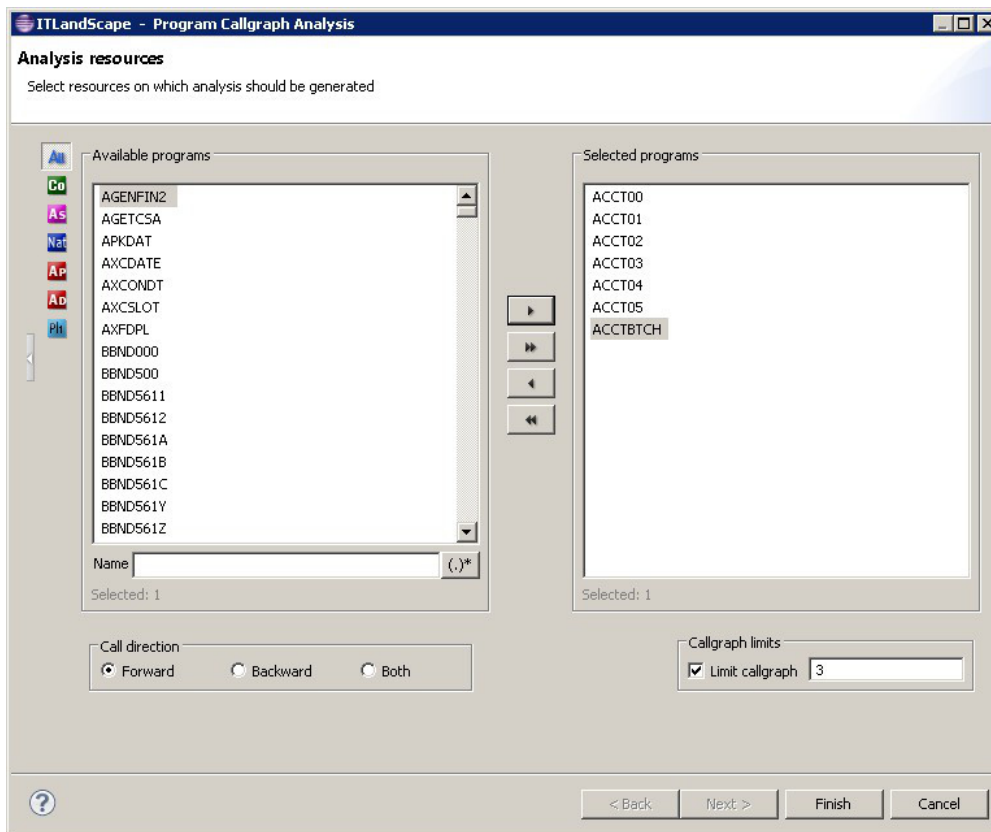 ITLandScape - Program Callgraph Analysis
Analysis resources
Select resources on which analysis should be generated
All
Co
As
Nat
AP
AD
Available programs
AGENFIN2
AGETCSA
APKDAT
AXCDATE
AXCONDT
AXCSLOT
AXFDPL
BBND000
BBND500
BBND5611
BBND5612
BBND561A
BBND561B
BBND561C
BBND561Y
BBND561Z
Name
(.)*
Selected: 1
Selected programs
ACCT00
ACCT01
ACCT02
ACCT03
ACCT04
ACCT05
ACCTBTCH
Selected: 1
Call direction
Forward
Backward
Both
Callgraph limits
Limit callgraph 3
?
< Back
Next >
Finish
Cancel